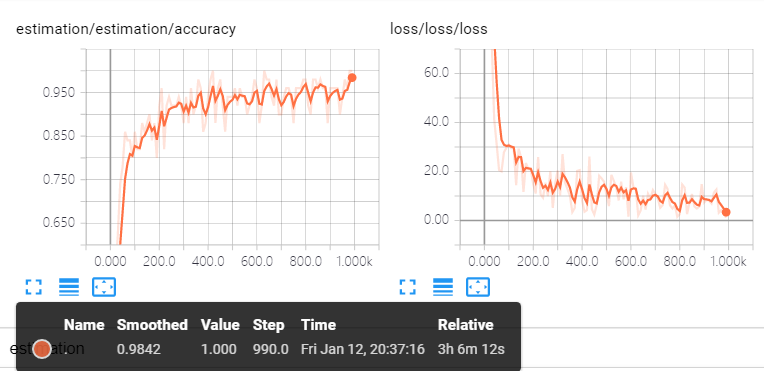 estimation/estimation/accuracy
0.950
0.850
0.750
0.650
0.000 200.0 400.0 600.0 800.0 1.000k
loss/loss/loss
60.0
40.0
20.0
0.00
0.000 200.0 400.0 600.0 800.0 1.000k
Name Smoothed Value Step Time Relative
. 0.9842 1.000 990.0 Fri Jan 12, 20:37:16 3h 6m 12s